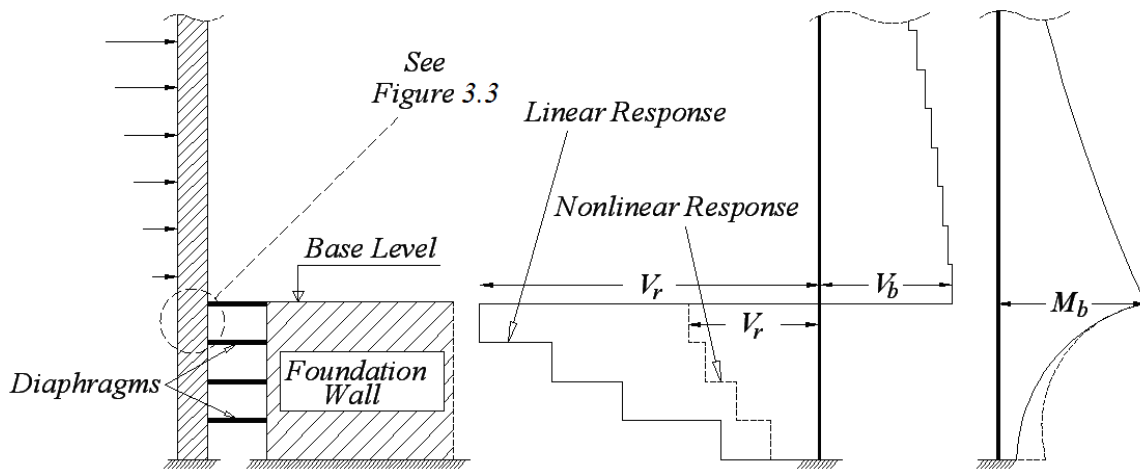 See
Figure 3.3
Linear Response
Nonlinear Response
Base Level
V_r
V_b
M_b
V_r
Diaphragms
Foundation
Wall